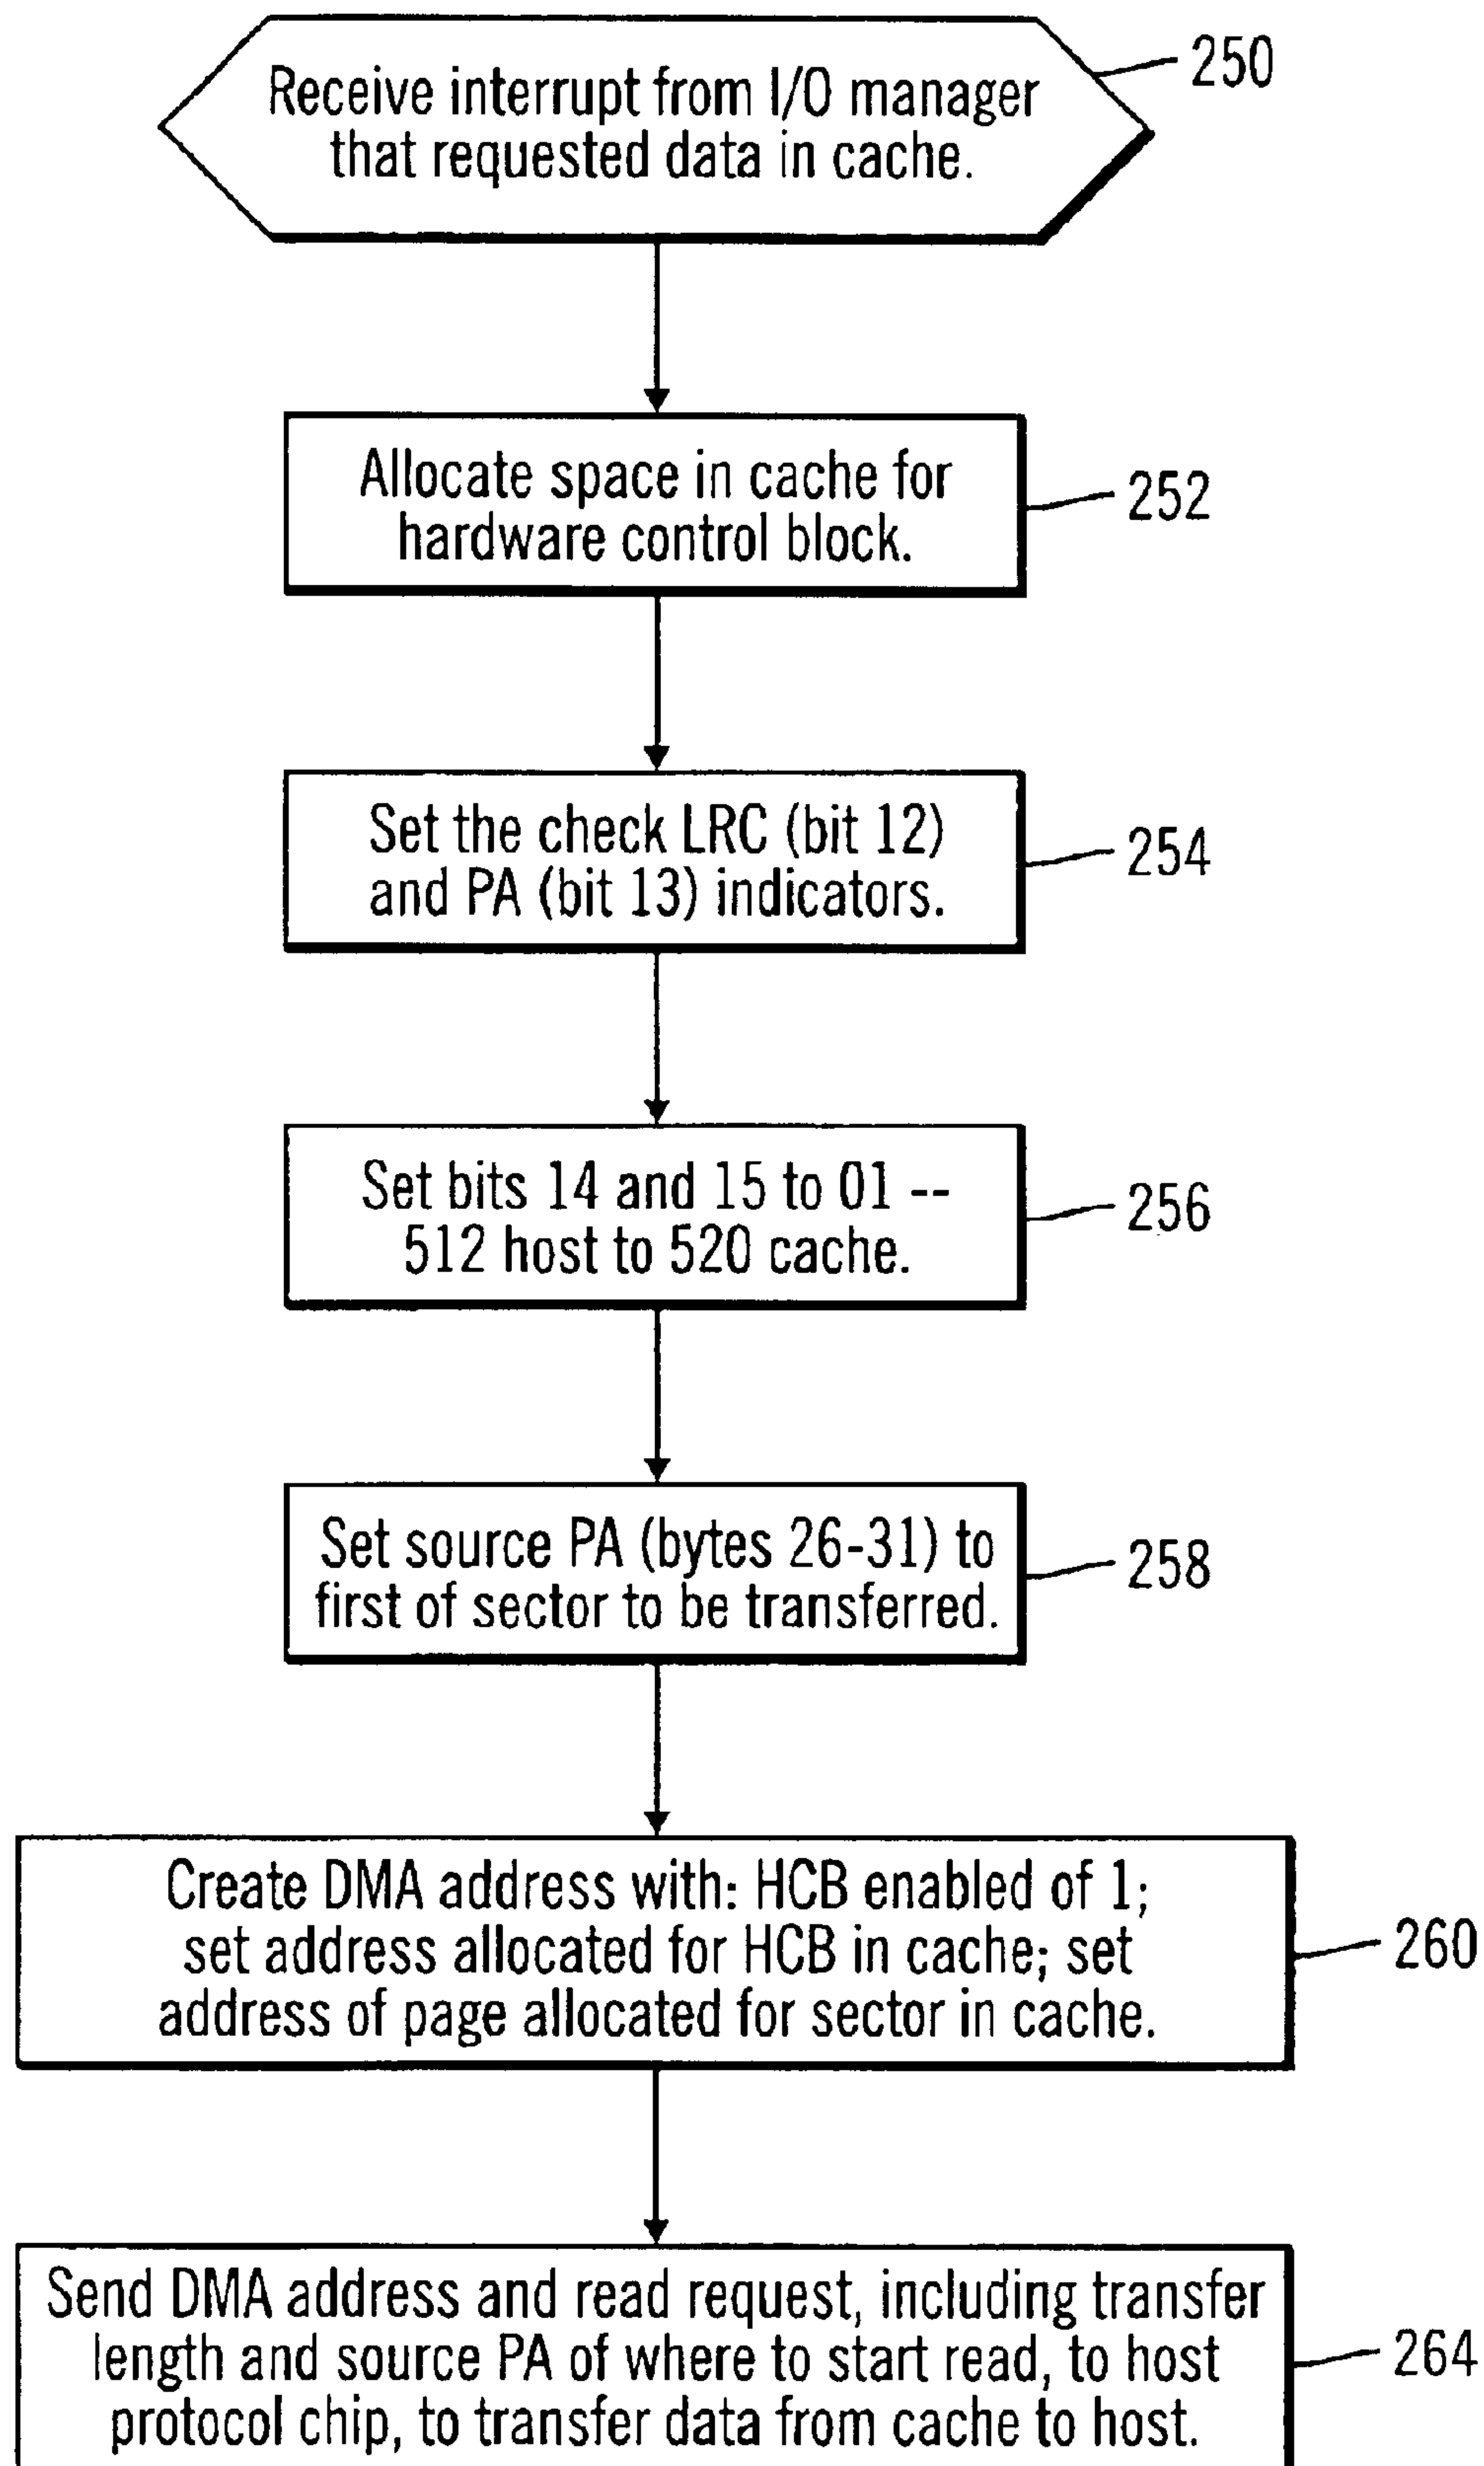 Receive interrupt from I/O manager
that requested data in cache.
250
Allocate space in cache for
hardware control block.
252
Set the check LRC (bit 12)
and PA (bit 13) indicators.
254
Set bits 14 and 15 to 01 --
512 host to 520 cache.
256
Set source PA (bytes 26-31) to
first of sector to be transferred.
258
Create DMA address with: HCB enabled of 1;
set address allocated for HCB in cache; set
address of page allocated for sector in cache.
260
Send DMA address and read request, including transfer
length and source PA of where to start read, to host
protocol chip, to transfer data from cache to host.
264